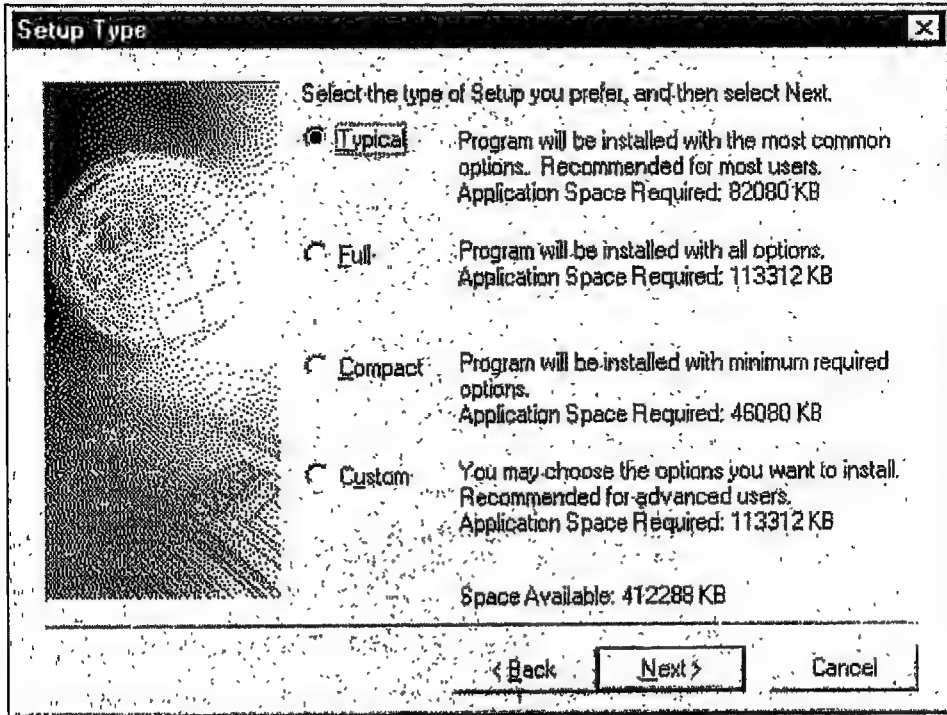 Setup Type
Select the type of Setup you prefer, and then select Next.
Typical
Program will be installed with the most common
options. Recommended for most users.
Application Space Required: 82080 KB
Full
Program will be installed with all options.
Application Space Required: 113312 KB
Compact
Program will be installed with minimum required
options.
Application Space Required: 46080 KB
Custom
You may choose the options you want to install.
Recommended for advanced users.
Application Space Required: 113312 KB
Space Available: 412288 KB
< Back
Next >
Cancel